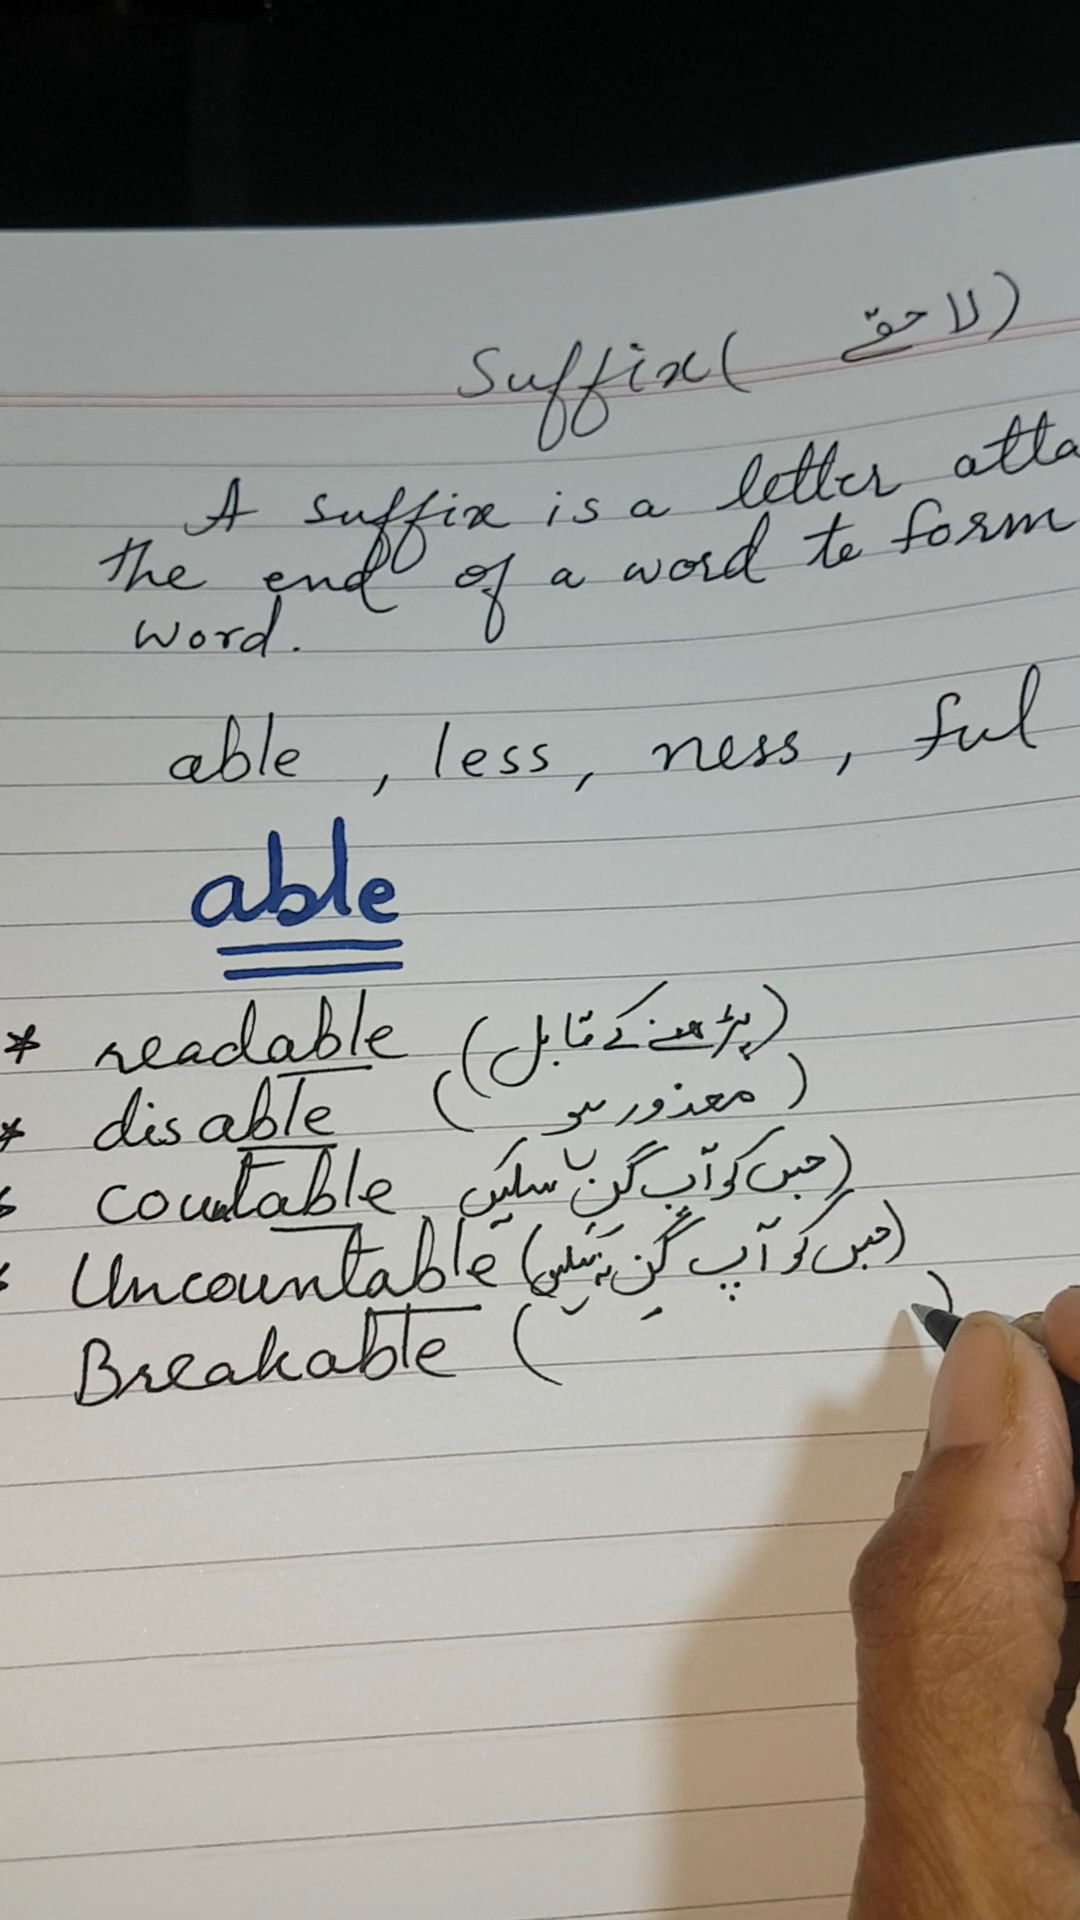 Suffix (لاحقے)
A suffix is a letter atta
the end of a word to form
word.
able, less, ness, ful
able
* readable (پڑھنے کے قابل)
* disable (معذور ہو)
countable جس کو آپ گن سکیں)
Uncountable (جس کو آپ گن نہ سکیں)
Breakable ( )